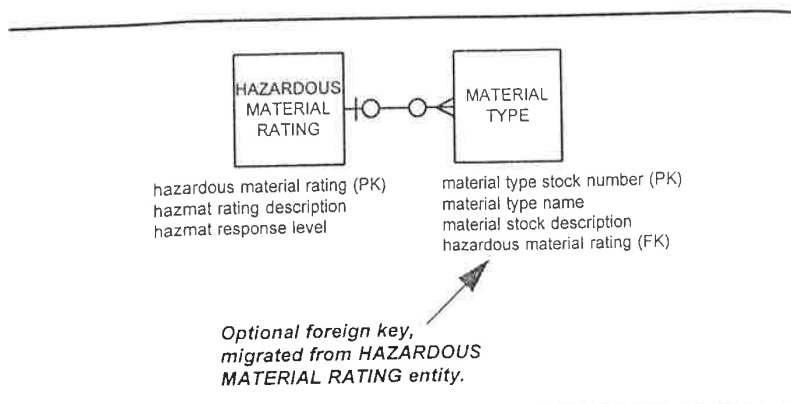 HAZARDOUS
MATERIAL
RATING
MATERIAL
TYPE
hazardous material rating (PK)
hazmat rating description
hazmat response level
material type stock number (PK)
material type name
material stock description
hazardous material rating (FK)
Optional foreign key,
migrated from HAZARDOUS
MATERIAL RATING entity.